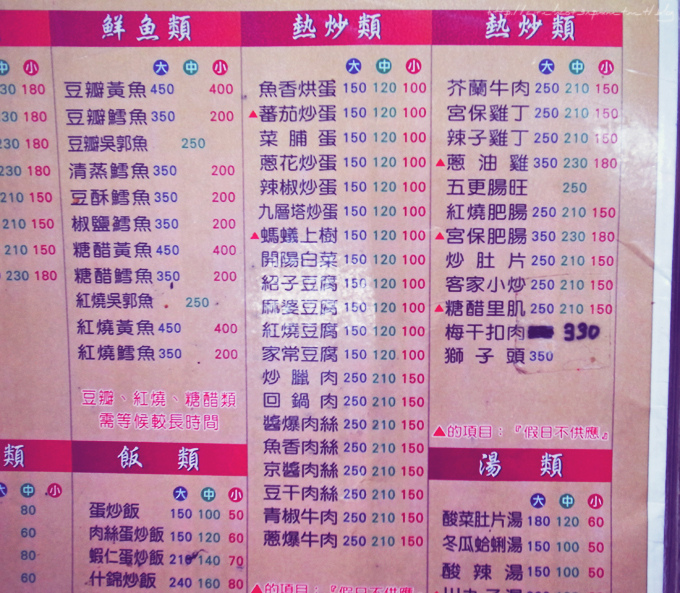 鮮魚類
大 中 小
豆瓣黃魚 450 400
豆瓣鱈魚 350 200
豆瓣吳郭魚 250
清蒸鱈魚 350 200
豆酥鱈魚 350 200
椒鹽鱈魚 350 200
糖醋黃魚 450 400
糖醋鱈魚 350 200
紅燒吳郭魚 250
紅燒黃魚 450 400
紅燒鱈魚 350 200
豆瓣、紅燒、糖醋類
需等候較長時間
熱炒類
大 中 小
魚香烘蛋 150 120 100
▲蕃茄炒蛋 150 120 100
菜脯蛋 150 120 100
蔥花炒蛋 150 120 100
辣椒炒蛋 150 120 100
九層塔炒蛋 150 120 100
▲螞蟻上樹 150 120 100
開陽白菜 150 120 100
紹子豆腐 150 120 100
麻婆豆腐 150 120 100
紅燒豆腐 150 120 100
家常豆腐 150 120 100
炒臘肉 250 210 150
回鍋肉 250 210 150
醬爆肉絲 250 210 150
魚香肉絲 250 210 150
京醬肉絲 250 210 150
豆干肉絲 250 210 150
青椒牛肉 250 210 150
蔥爆牛肉 250 210 150
▲的項目：『假日不供應
熱炒類
大 中 小
芥蘭牛肉 250 210 150
宮保雞丁 250 210 150
辣子雞丁 250 210 150
▲蔥油雞 350 230 180
五更腸旺 250
紅燒肥腸 250 210 150
▲宮保肥腸 350 230 180
炒肚片 250 210 150
客家小炒 250 210 150
▲糖醋里肌 250 210 150
梅干扣肉 330
獅子頭 350
▲的項目：『假日不供應』
中 小
230 180
230 180
230 180
230 180
210 150
210 150
210 150
230 180
類
大 中 小
80
60
80
60
飯類
大 中 小
蛋炒飯 150 100 50
肉絲蛋炒飯 150 120 60
蝦仁蛋炒飯 210 140 70
什錦炒飯 240 160 80
湯類
大 中 小
酸菜肚片湯 180 120 60
冬瓜蛤蜊湯 150 100 50
酸辣湯 150 100 50